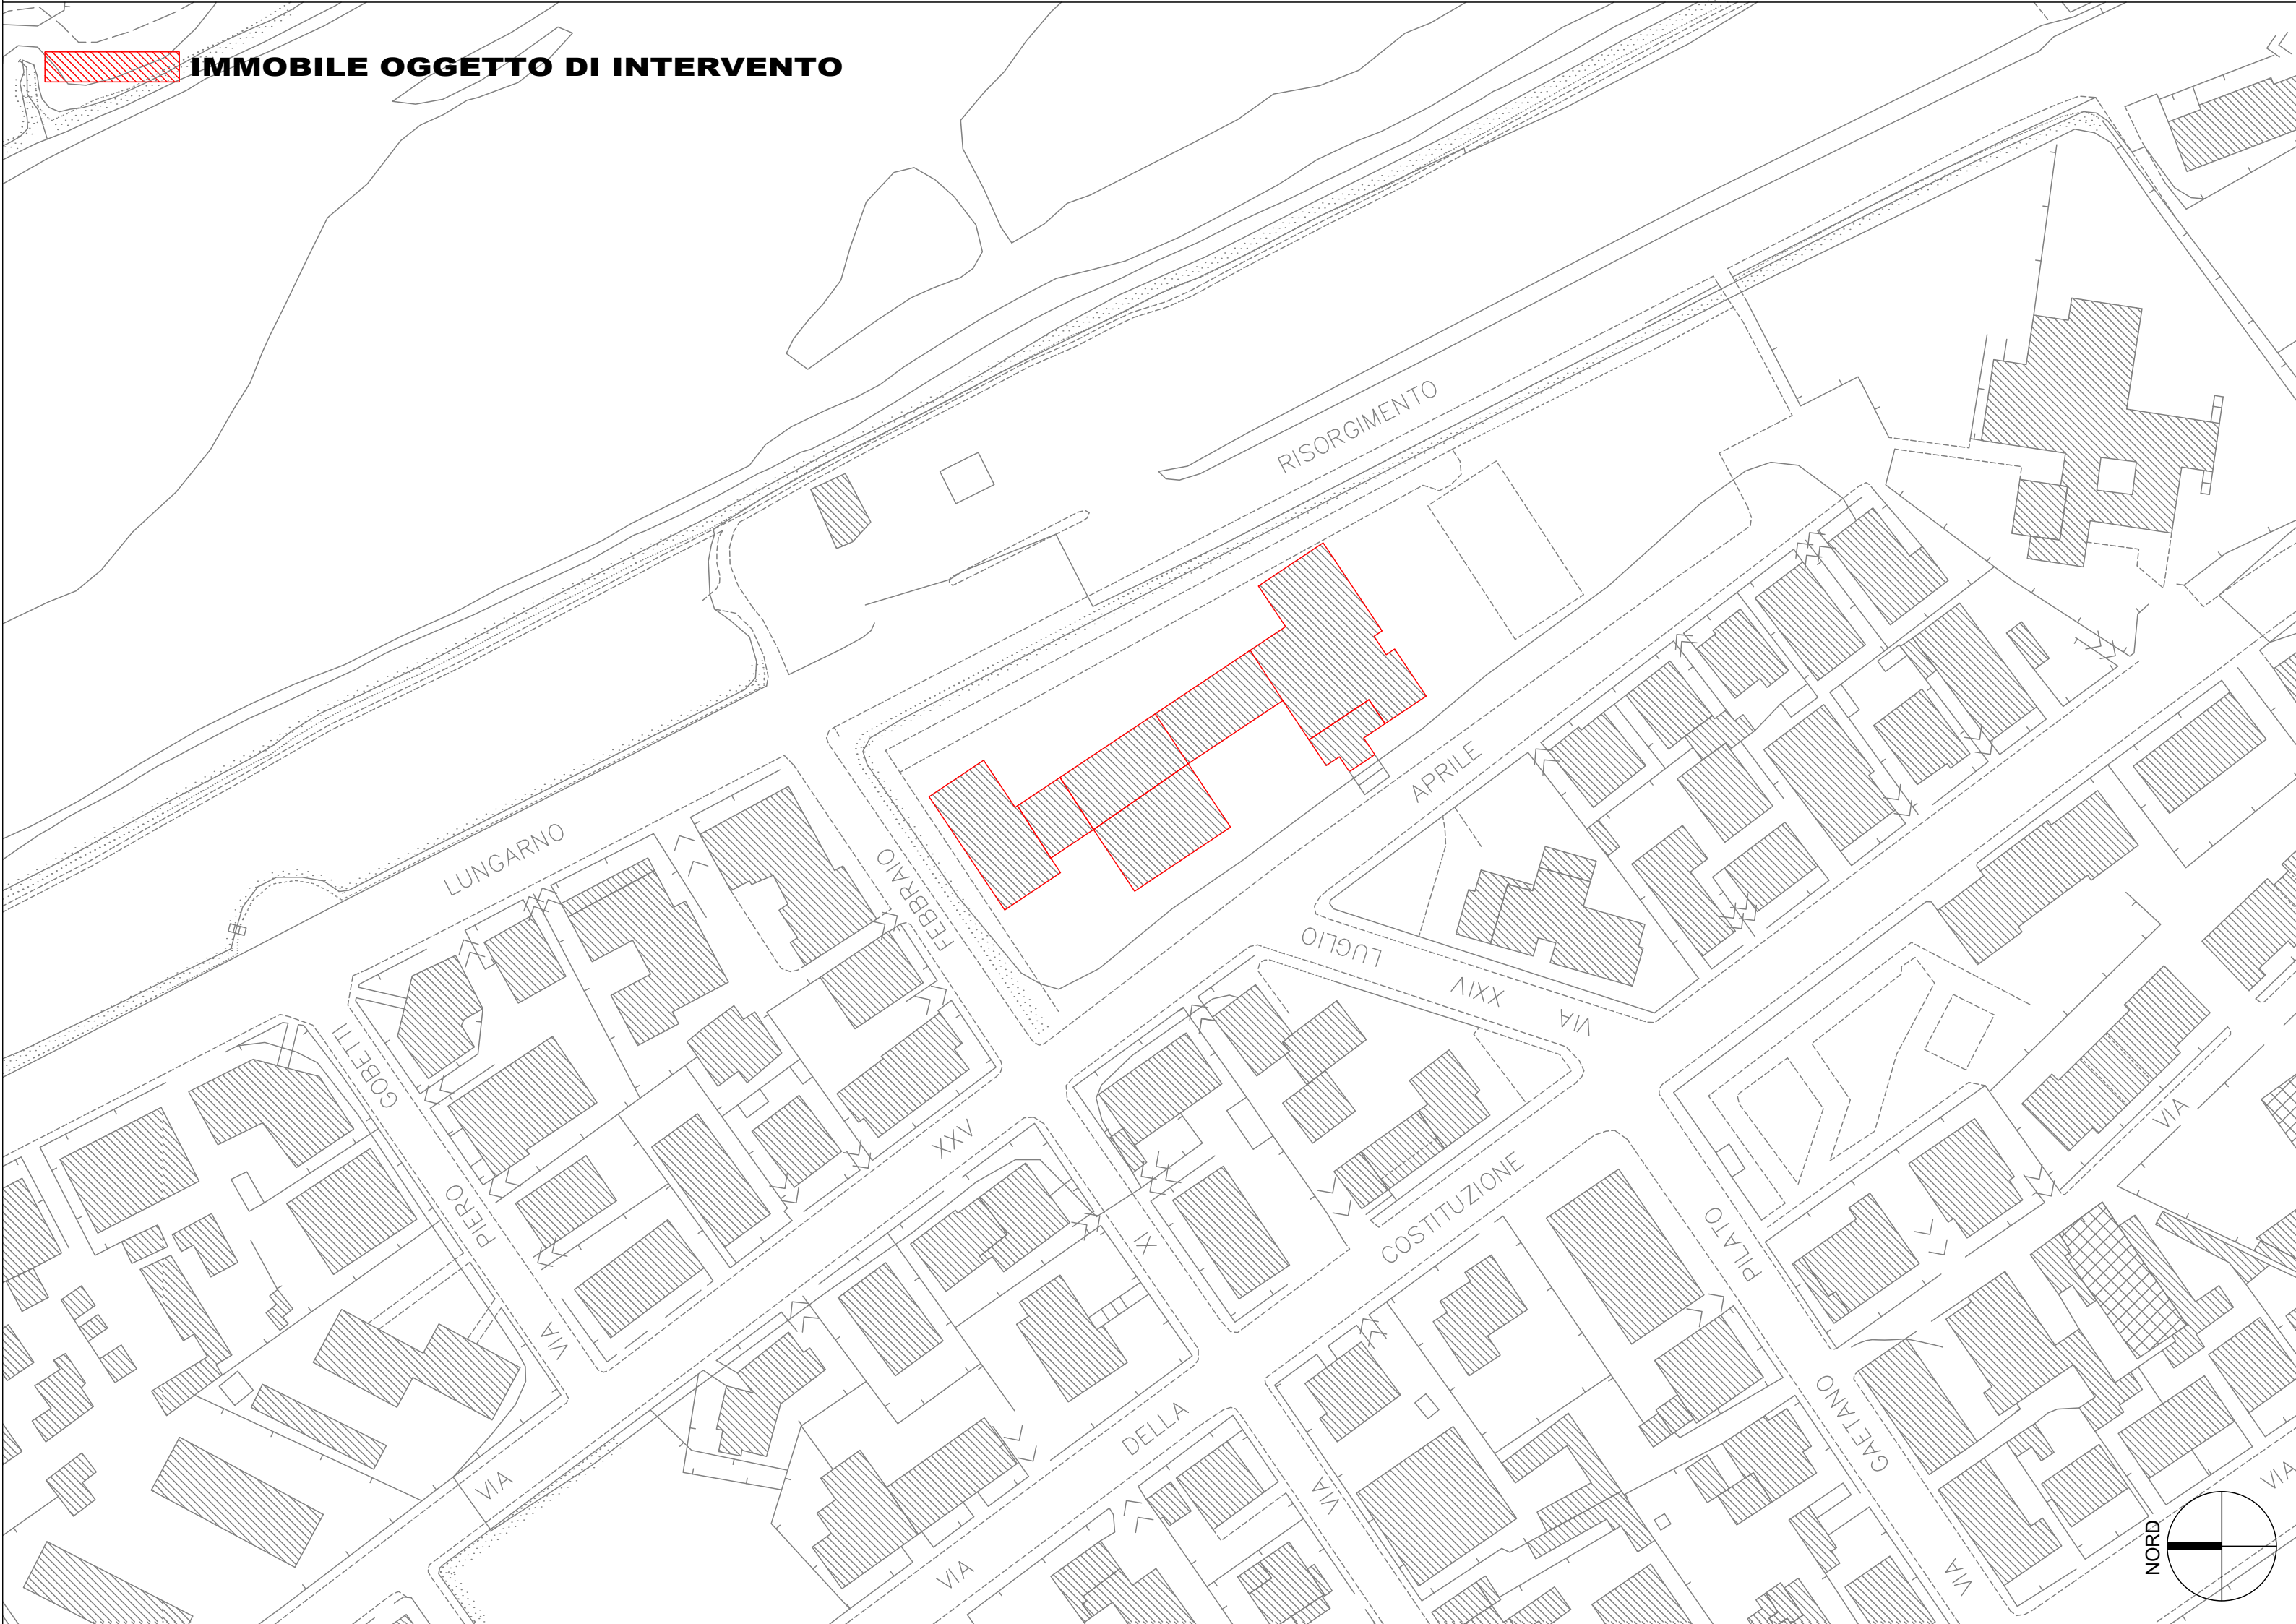 IMMOBILE OGGETTO DI INTERVENTO
RISORGIMENTO
LUNGARNO
APRILE
FEBBRAIO
LUGLIO
XXIV
VIA
GOBETTI
PIERO
VIA
XXV
VIA
XI
VIA
COSTITUZIONE
DELLA
VIA
PILATO
GAETANO
VIA
VIA
VIA
NORD